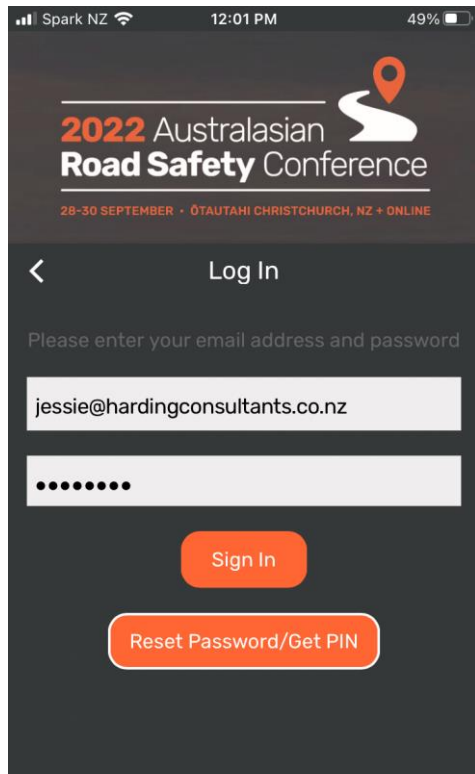 Spark NZ 12:01 PM 49%
2022 Australasian
Road Safety Conference
28-30 SEPTEMBER • ŌTAUTAHI CHRISTCHURCH, NZ + ONLINE
Log In
Please enter your email address and password
jessie@hardingconsultants.co.nz
••••••••
Sign In
Reset Password/Get PIN